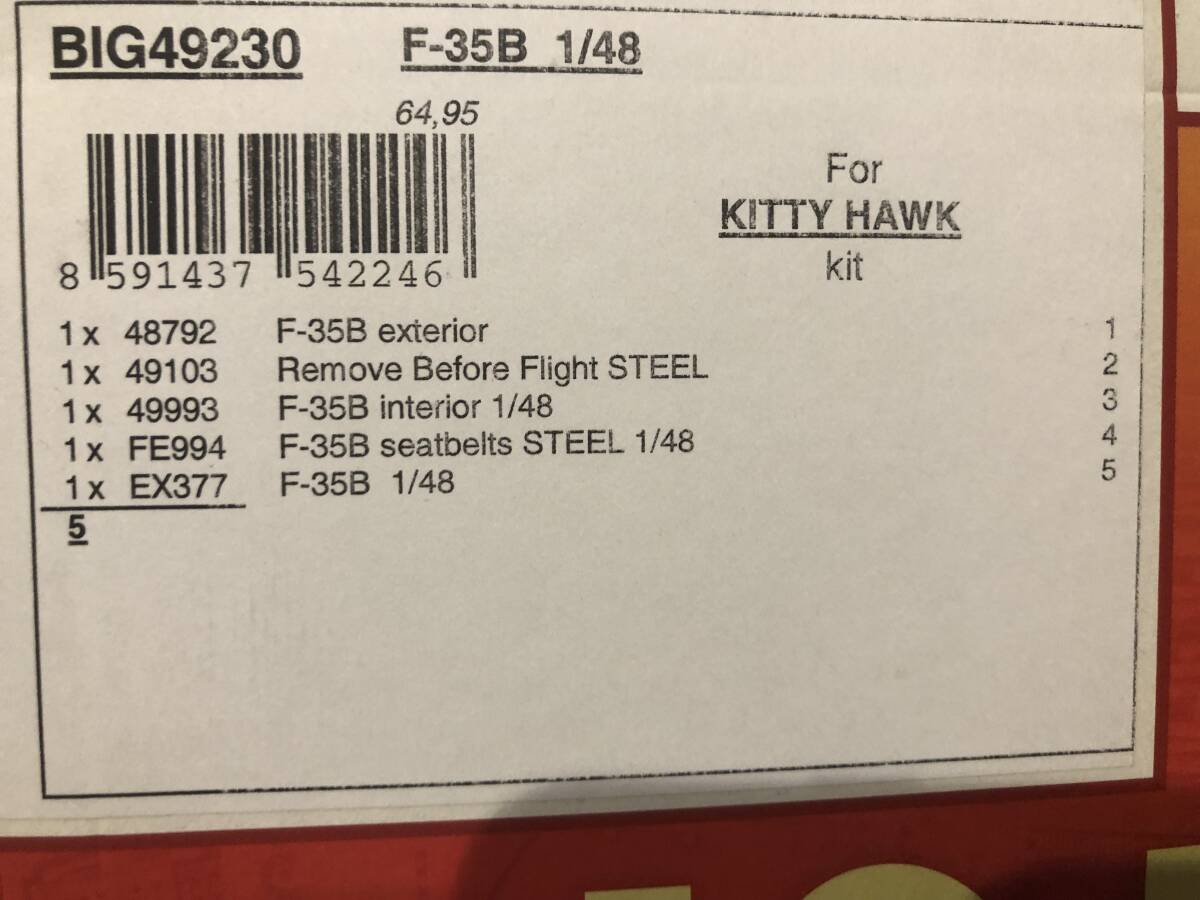 BIG49230 F-35B 1/48
64,95
8 591437 542246
For
KITTY HAWK
kit
1 x 48792 F-35B exterior 1
1 x 49103 Remove Before Flight STEEL 2
1 x 49993 F-35B interior 1/48 3
1 x FE994 F-35B seatbelts STEEL 1/48 4
1 x EX377 F-35B 1/48 5
5